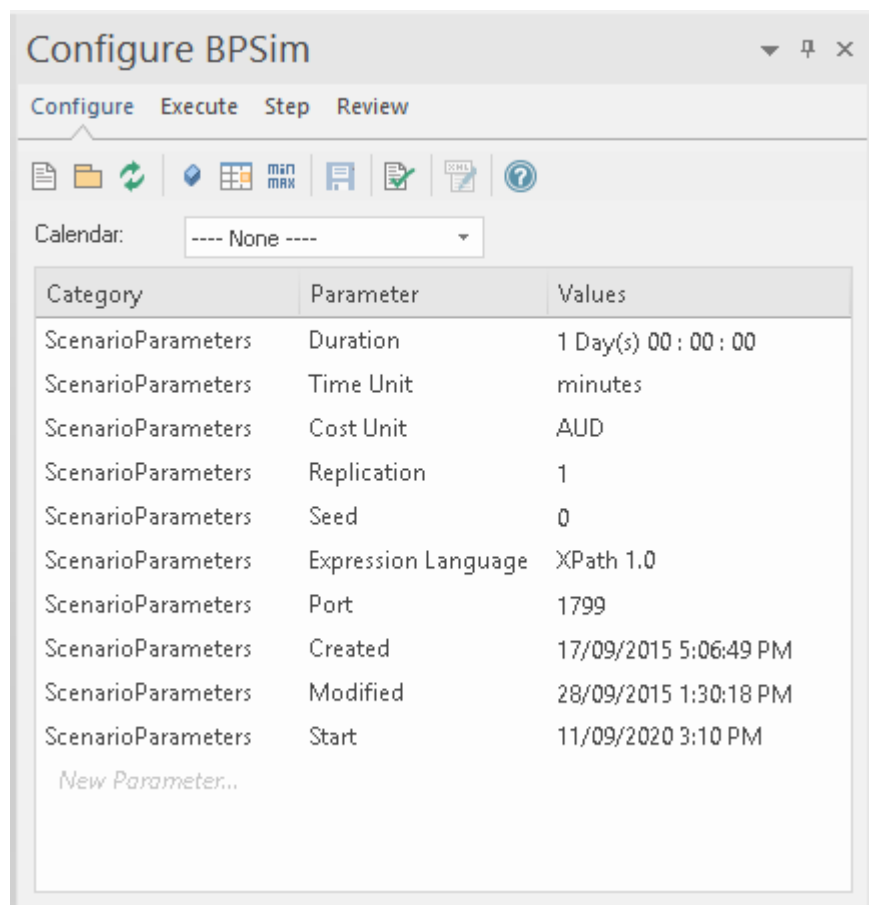 Configure BPSim
Configure Execute Step Review
min max XML
Calendar: ---- None ----
Category Parameter Values
ScenarioParameters Duration 1 Day(s) 00 : 00 : 00
ScenarioParameters Time Unit minutes
ScenarioParameters Cost Unit AUD
ScenarioParameters Replication 1
ScenarioParameters Seed 0
ScenarioParameters Expression Language XPath 1.0
ScenarioParameters Port 1799
ScenarioParameters Created 17/09/2015 5:06:49 PM
ScenarioParameters Modified 28/09/2015 1:30:18 PM
ScenarioParameters Start 11/09/2020 3:10 PM
New Parameter...